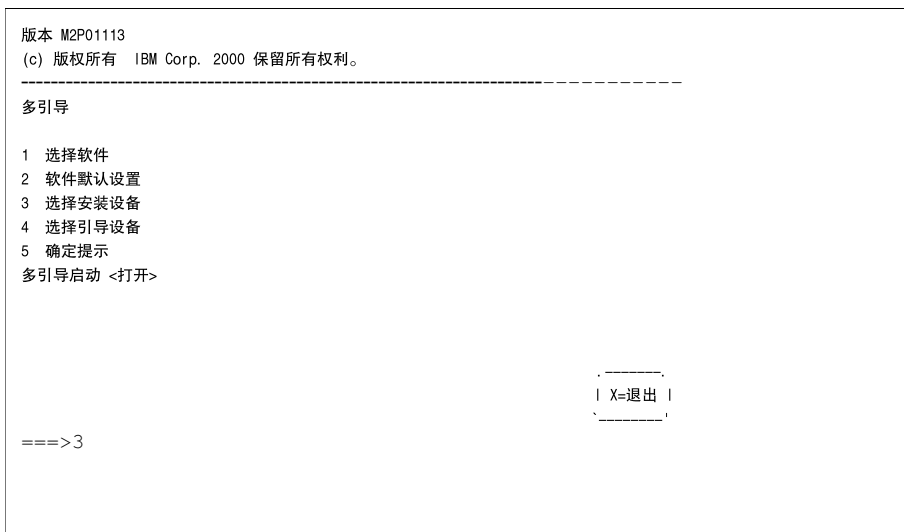 版本 M2P01113
(c) 版权所有 IBM Corp. 2000 保留所有权利。
--------------------------------------------------------------------------------
多引导
1 选择软件
2 软件默认设置
3 选择安装设备
4 选择引导设备
5 确定提示
多引导启动 <打开>
.-------.
| X=退出 |
`--------'
===>3